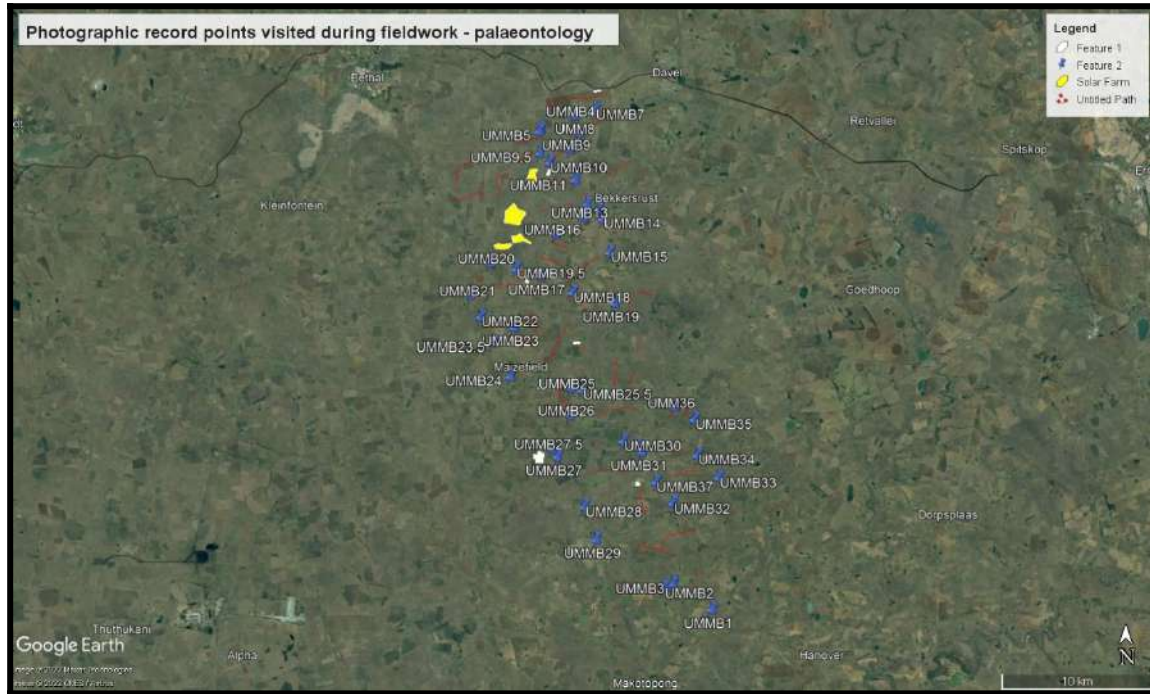 Photographic record points visited during fieldwork - palaeontology
Legend
Feature 1
Feature 2
Solar Farm
Untitled Path
Bethal
Davel
UMMB4
UMMB7
UMMB5
UMM8
Retvallei
UMMB9
Spitskop
UMMB9.5
UMMB10
UMMB11
Bekkersrust
Kleinfontein
UMMB13
UMMB14
UMMB16
UMMB15
UMMB20
UMMB19.5
UMMB17
UMMB21
UMMB18
Goedhoop
UMMB19
UMMB22
UMMB23
UMMB23.5
Maizefield
UMMB24
UMMB25
UMMB25.5
UMM36
UMMB26
UMMB35
UMMB27.5
UMMB30
UMMB34
UMMB27
UMMB31
UMMB33
UMMB37
UMMB28
UMMB32
Dorpsplaas
UMMB29
UMMB3
UMMB2
UMMB1
Thuthukani
Google Earth
Alpha
Hanover
N
Makotopong
10 km